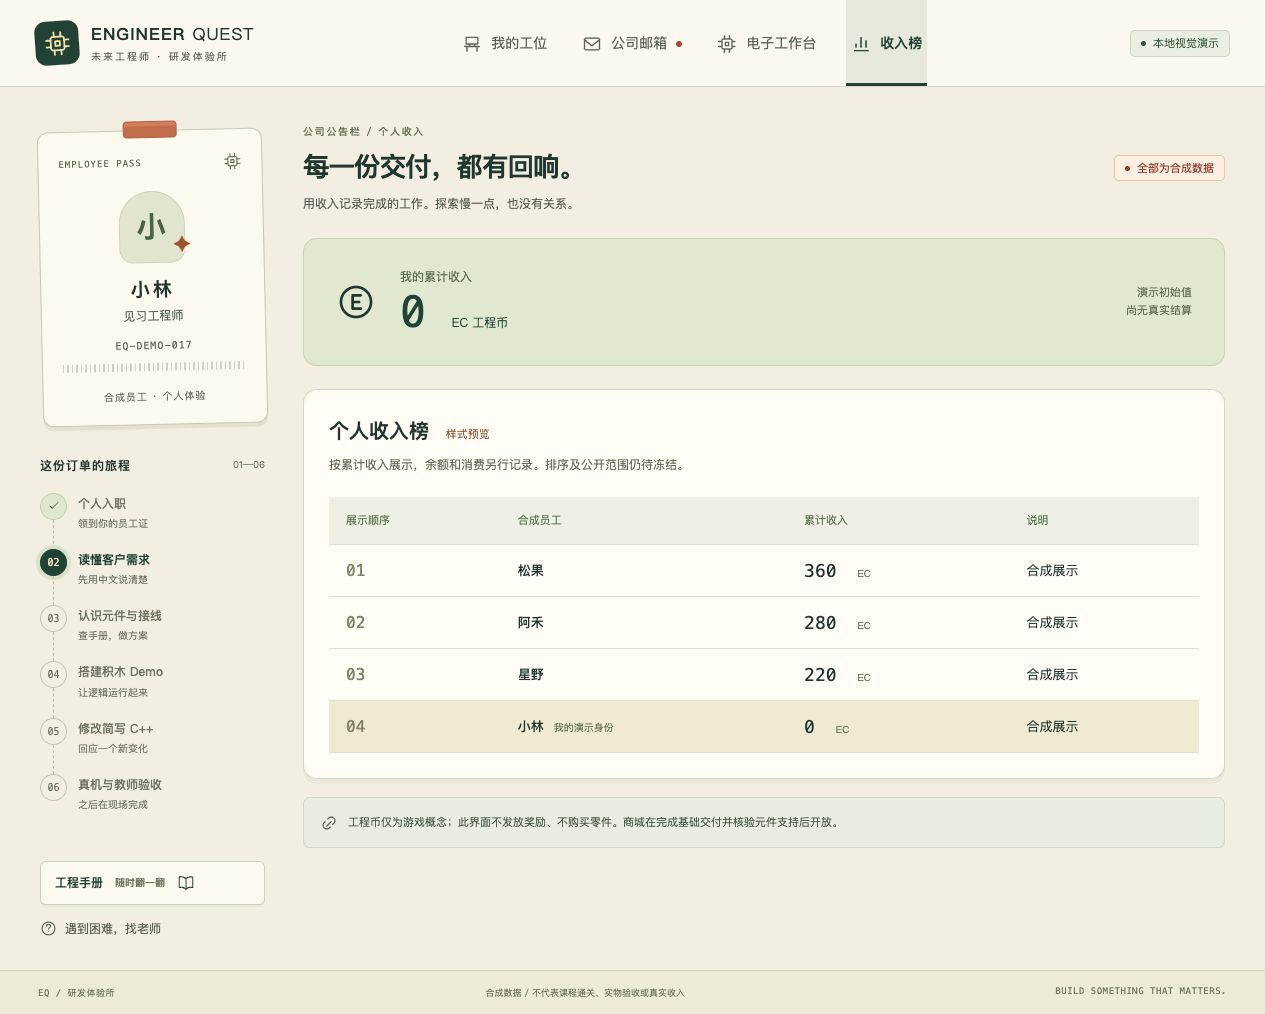 ENGINEER QUEST
未来工程师 · 研发体验所
我的工位
公司邮箱
电子工作台
收入榜
本地视觉演示
EMPLOYEE PASS
小
小林
见习工程师
EQ-DEMO-017
合成员工 · 个人体验
这份订单的旅程 01—06
个人入职
领到你的员工证
02 读懂客户需求
先用中文说清楚
03 认识元件与接线
查手册，做方案
04 搭建积木 Demo
让逻辑运行起来
05 修改简写 C++
回应一个新变化
06 真机与教师验收
之后在现场完成
工程手册 随时翻一翻
遇到困难，找老师
公司公告栏 / 个人收入
每一份交付，都有回响。
全部为合成数据
用收入记录完成的工作。探索慢一点，也没有关系。
我的累计收入
E 0 EC 工程币
演示初始值
尚无真实结算
个人收入榜 样式预览
按累计收入展示，余额和消费另行记录。排序及公开范围仍待冻结。
展示顺序 合成员工 累计收入 说明
01 松果 360 EC 合成展示
02 阿禾 280 EC 合成展示
03 星野 220 EC 合成展示
04 小林 我的演示身份 0 EC 合成展示
工程币仅为游戏概念；此界面不发放奖励、不购买零件。商城在完成基础交付并核验元件支持后开放。
EQ / 研发体验所
合成数据 / 不代表课程通关、实物验收或真实收入
BUILD SOMETHING THAT MATTERS.